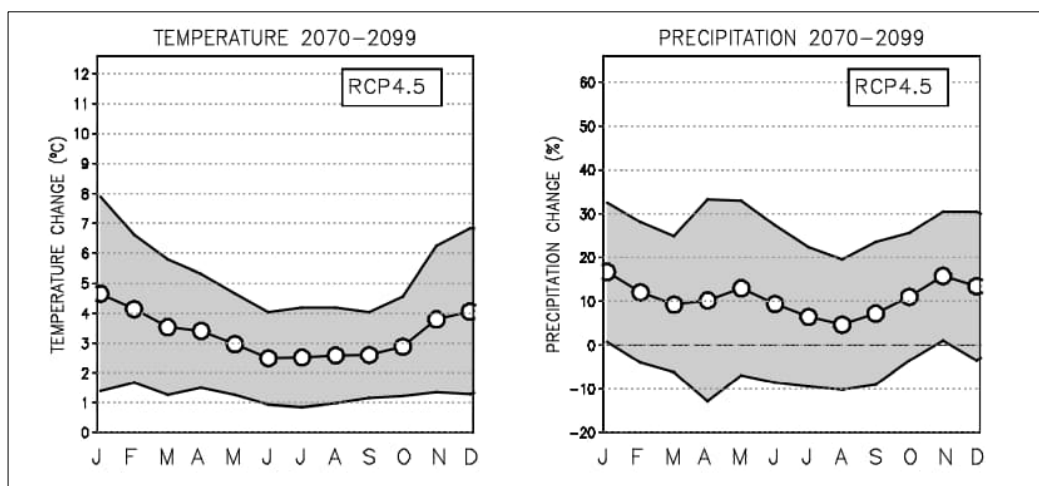 TEMPERATURE 2070-2099
RCP4.5
TEMPERATURE CHANGE (ºC)
12
11
10
9
8
7
6
5
4
3
2
1
0
J F M A M J J A S O N D
PRECIPITATION 2070-2099
RCP4.5
PRECIPITATION CHANGE (%)
60
50
40
30
20
10
0
-10
-20
J F M A M J J A S O N D